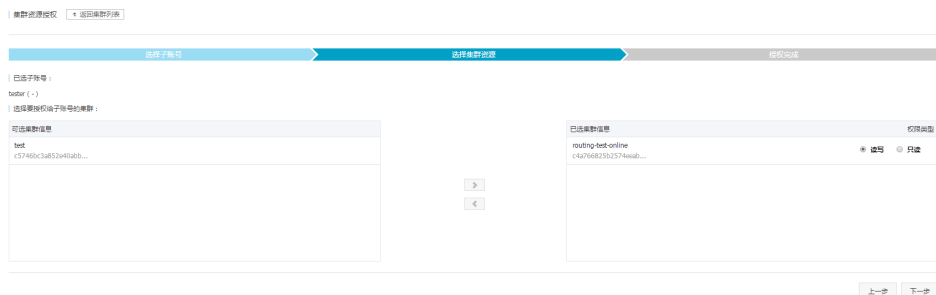 集群资源授权 返回集群列表
选择子账号 选择集群资源 授权完成
已选子账号：
tester ( - )
选择要授权给子账号的集群：
可选集群信息 已选集群信息 权限类型
test routing-test-online
c5746bc3a852e40abb... c4a766825b2574eeab... 读写 只读
上一步 下一步